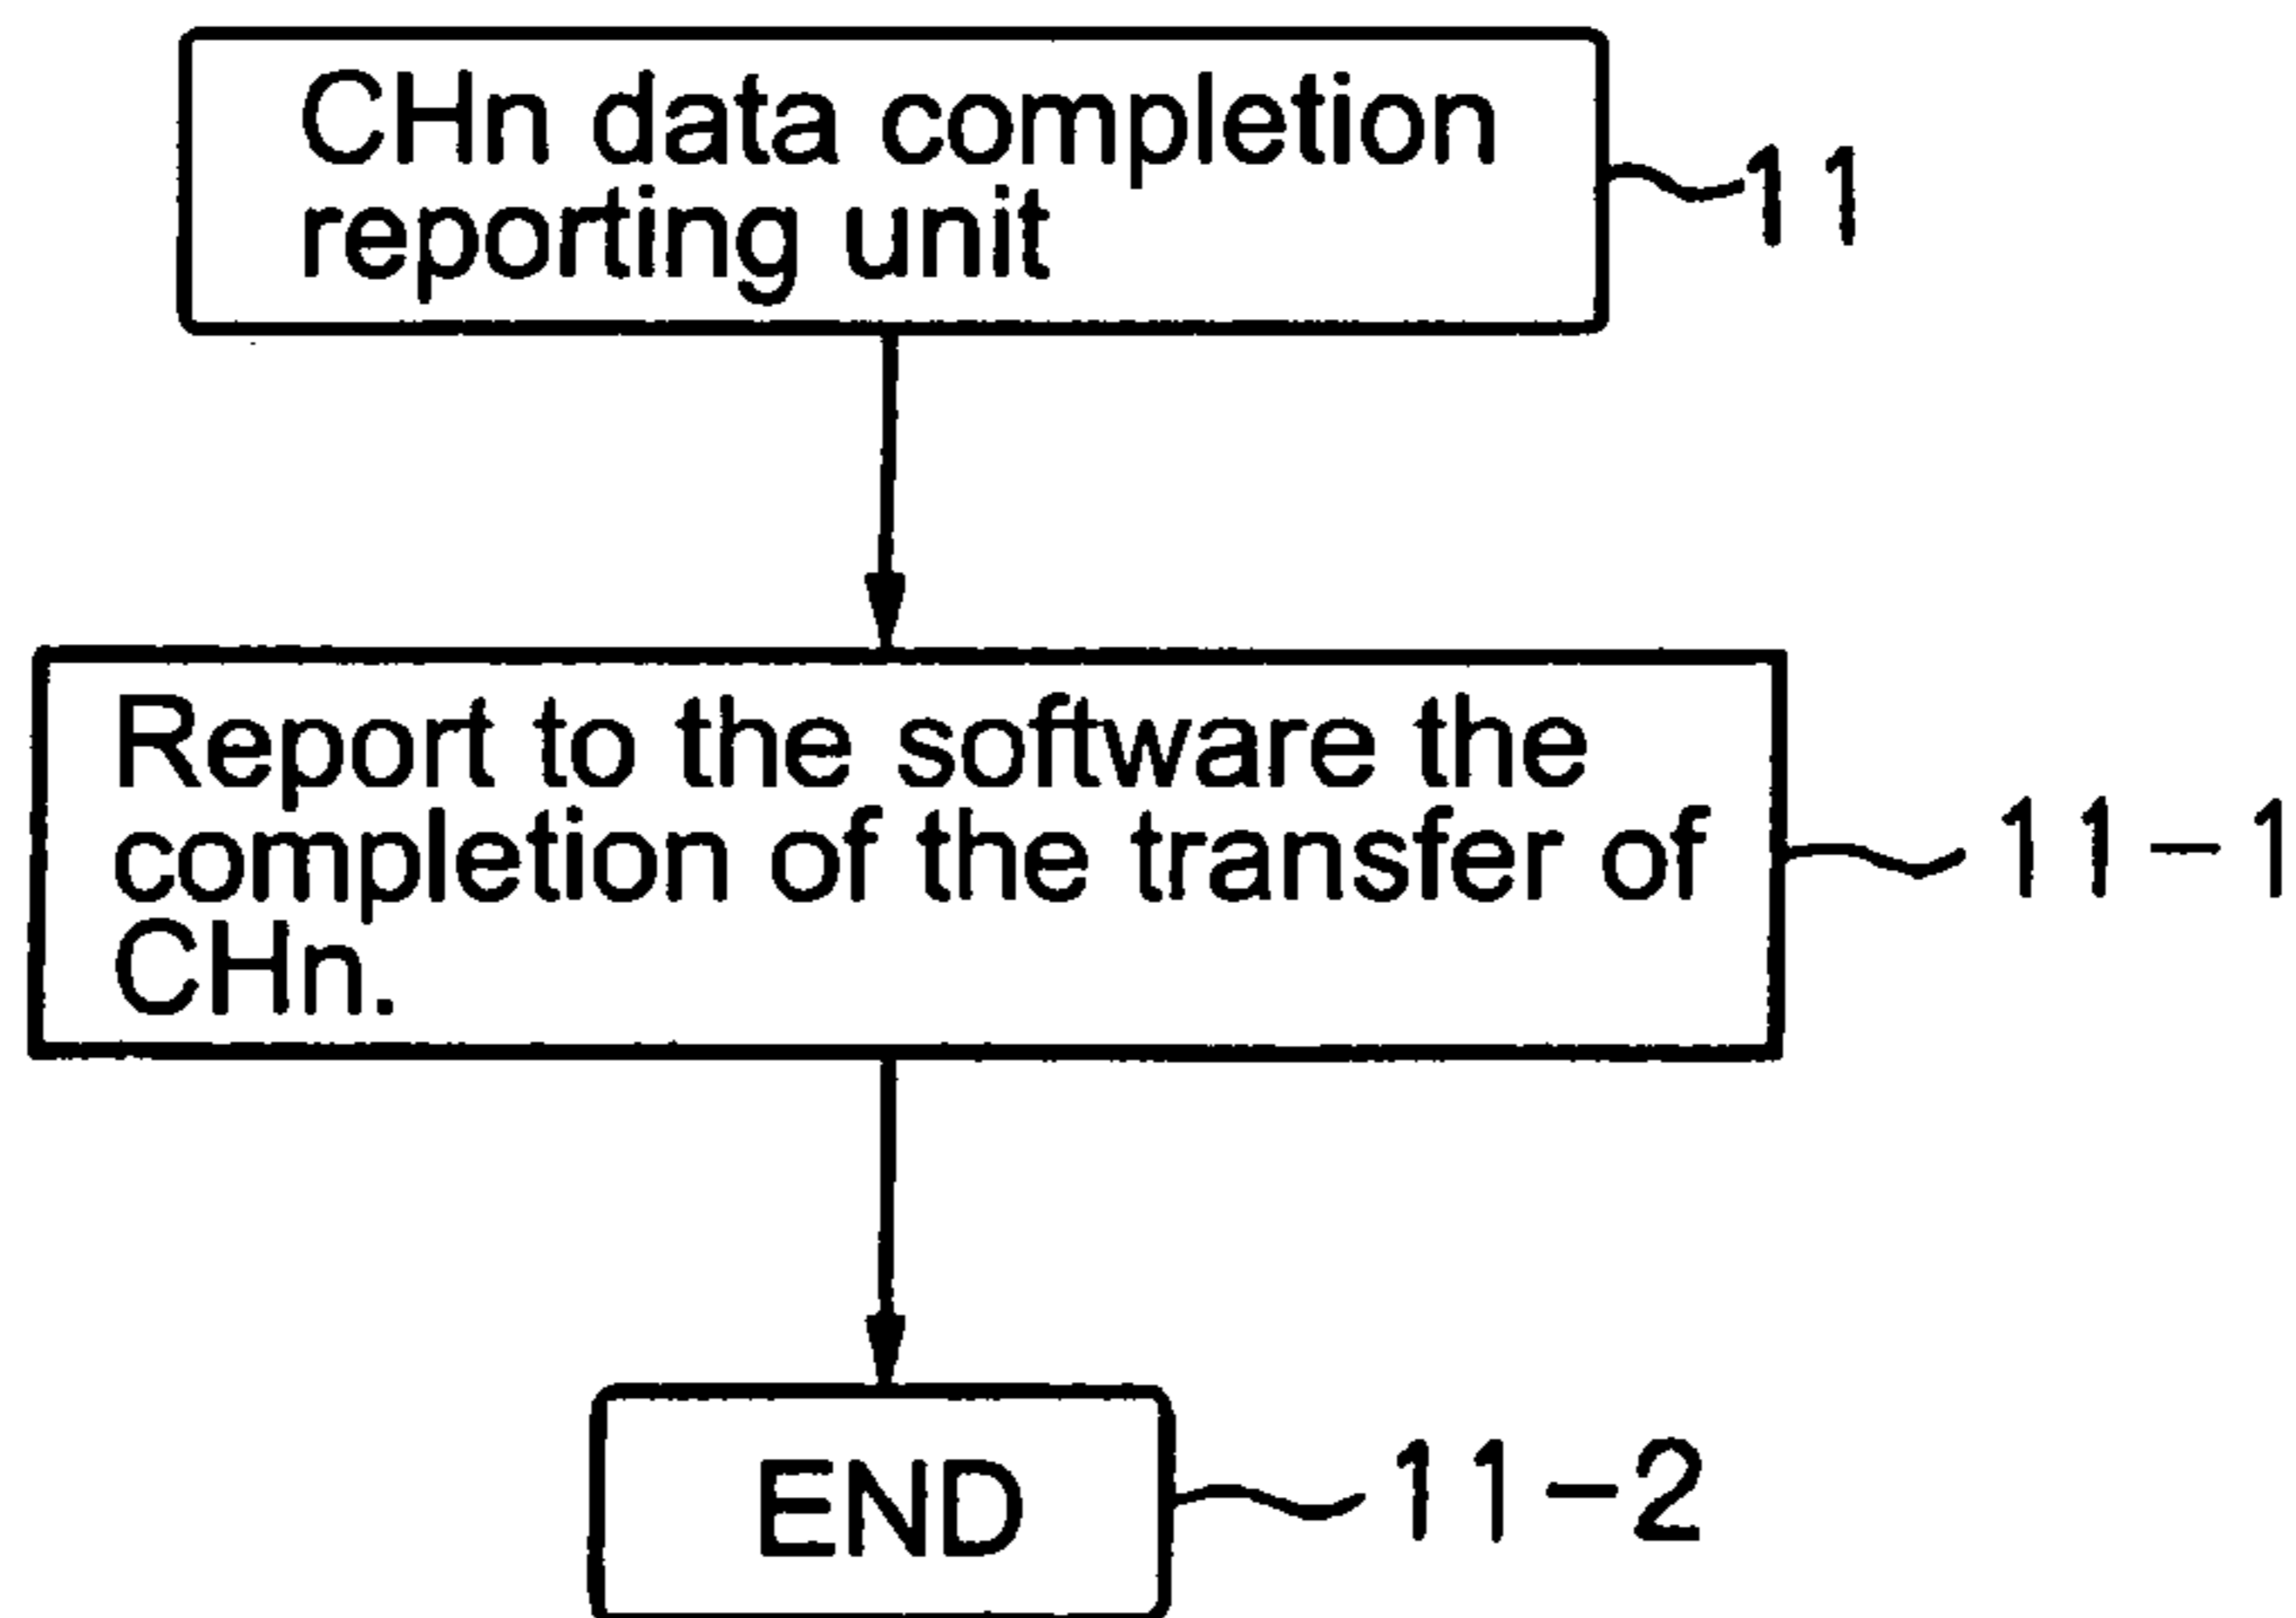 CHn data completion
reporting unit
11
Report to the software the
completion of the transfer of
CHn.
11-1
END
11-2